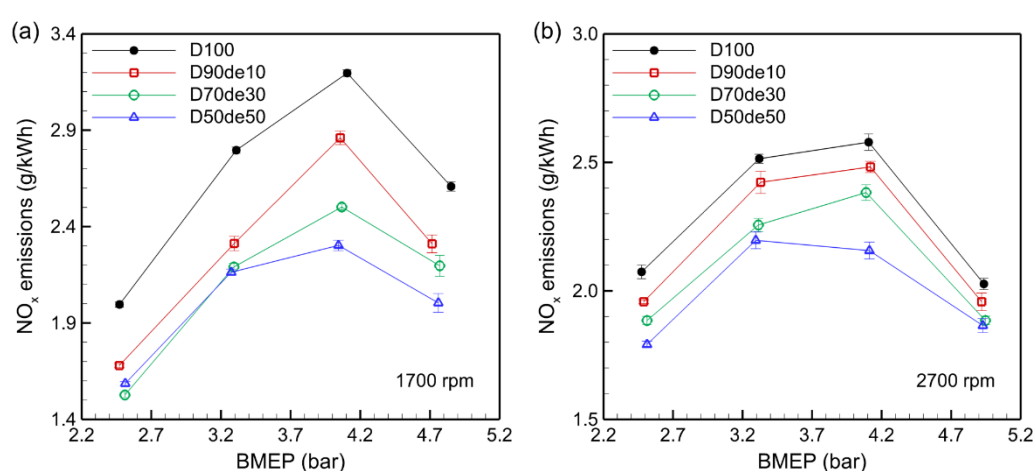 (a)
NOx emissions (g/kWh)
3.4
2.9
2.4
1.9
1.4
D100
D90de10
D70de30
D50de50
1700 rpm
2.2 2.7 3.2 3.7 4.2 4.7 5.2
BMEP (bar)
(b)
NOx emissions (g/kWh)
3.0
2.5
2.0
1.5
D100
D90de10
D70de30
D50de50
2700 rpm
2.2 2.7 3.2 3.7 4.2 4.7 5.2
BMEP (bar)